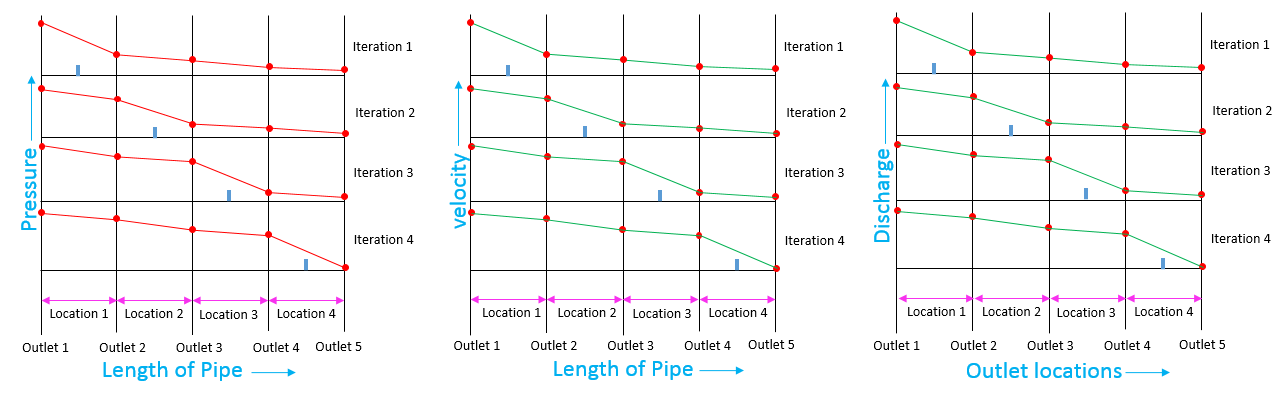 Iteration 1
Iteration 2
Iteration 3
Iteration 4
Pressure
Location 1
Location 2
Location 3
Location 4
Outlet 1
Outlet 2
Outlet 3
Outlet 4
Outlet 5
Length of Pipe
Iteration 1
Iteration 2
Iteration 3
Iteration 4
velocity
Location 1
Location 2
Location 3
Location 4
Outlet 1
Outlet 2
Outlet 3
Outlet 4
Outlet 5
Length of Pipe
Iteration 1
Iteration 2
Iteration 3
Iteration 4
Discharge
Location 1
Location 2
Location 3
Location 4
Outlet 1
Outlet 2
Outlet 3
Outlet 4
Outlet 5
Outlet locations